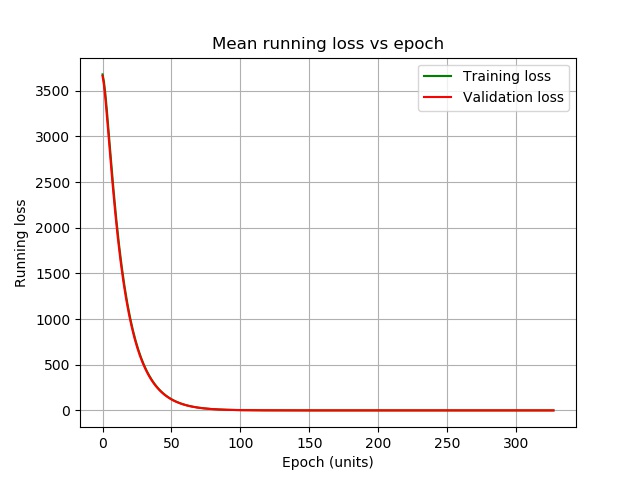 Mean running loss vs epoch
Training loss
Validation loss
3500
3000
2500
2000
1500
1000
500
0
Running loss
0 50 100 150 200 250 300
Epoch (units)